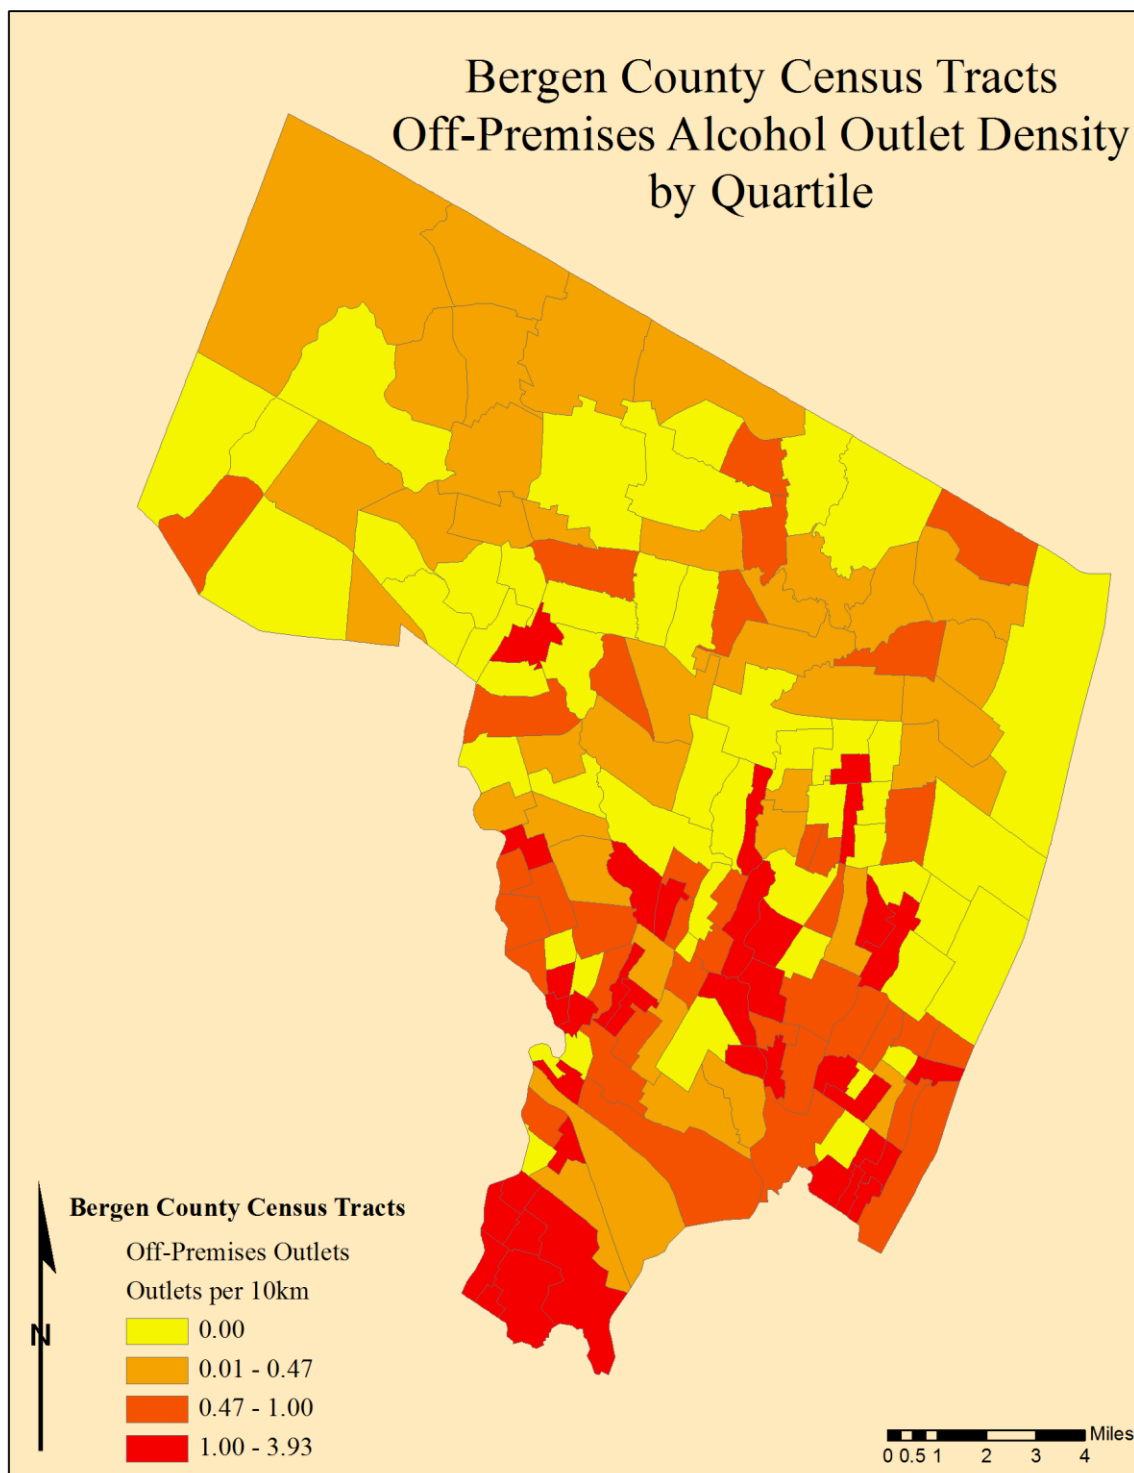 Bergen County Census Tracts
Off-Premises Alcohol Outlet Density
by Quartile
Bergen County Census Tracts
Off-Premises Outlets
Outlets per 10km
0.00
0.01 - 0.47
0.47 - 1.00
1.00 - 3.93
N
Miles
0 0.5 1 2 3 4